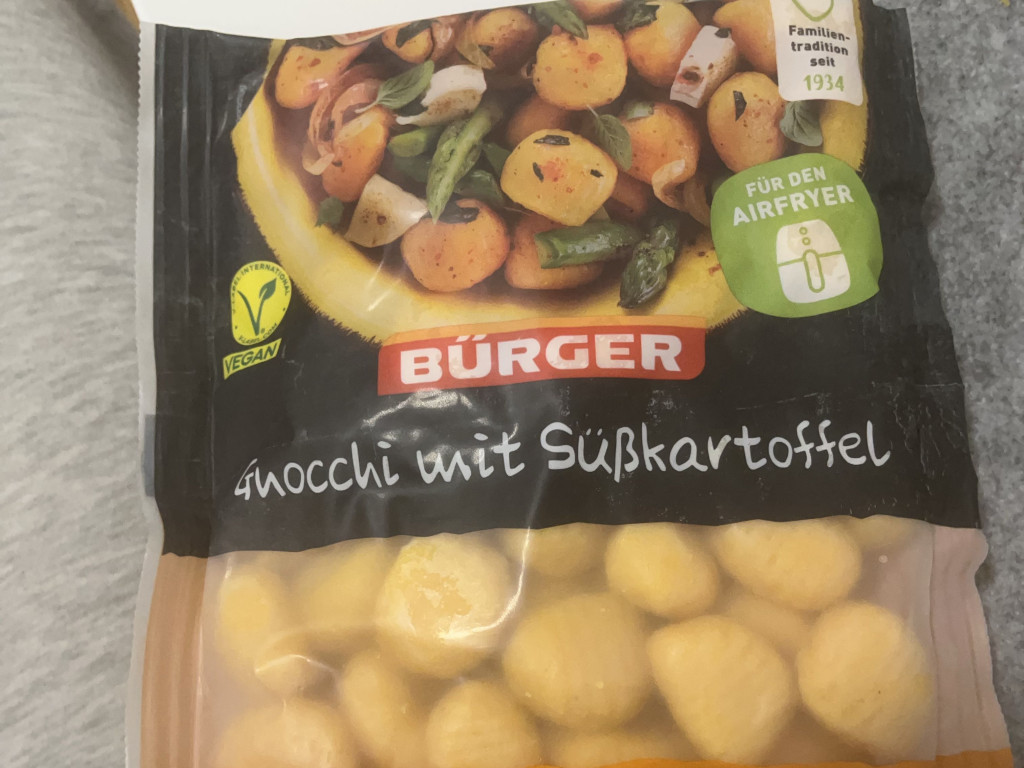 Familien-
tradition
seit
1934
FÜR DEN
AIRFRYER
VEGAN
BÜRGER
Gnocchi mit Süßkartoffel